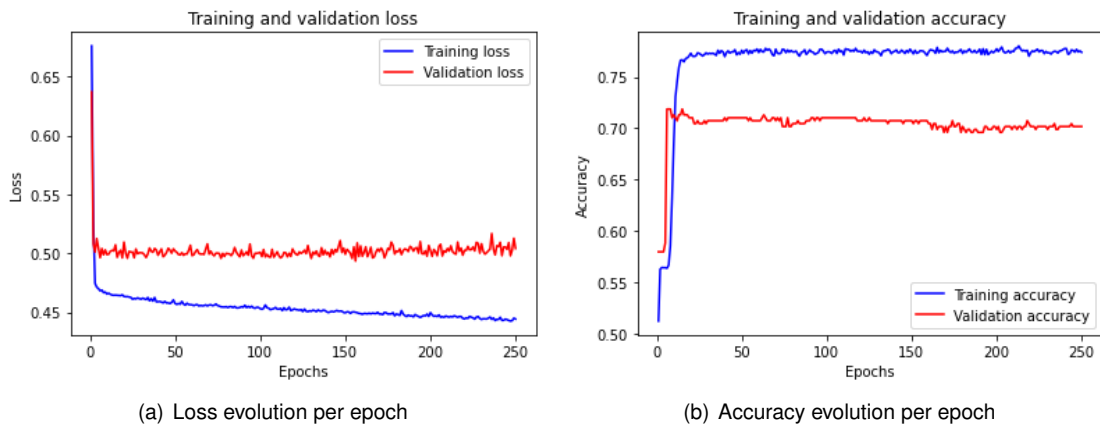 Training and validation loss
Training loss
Validation loss
0.65
0.60
0.55
0.50
0.45
Loss
0
50
100
150
200
250
Epochs
(a) Loss evolution per epoch
Training and validation accuracy
0.75
0.70
0.65
0.60
0.55
0.50
Accuracy
Training accuracy
Validation accuracy
0
50
100
150
200
250
Epochs
(b) Accuracy evolution per epoch